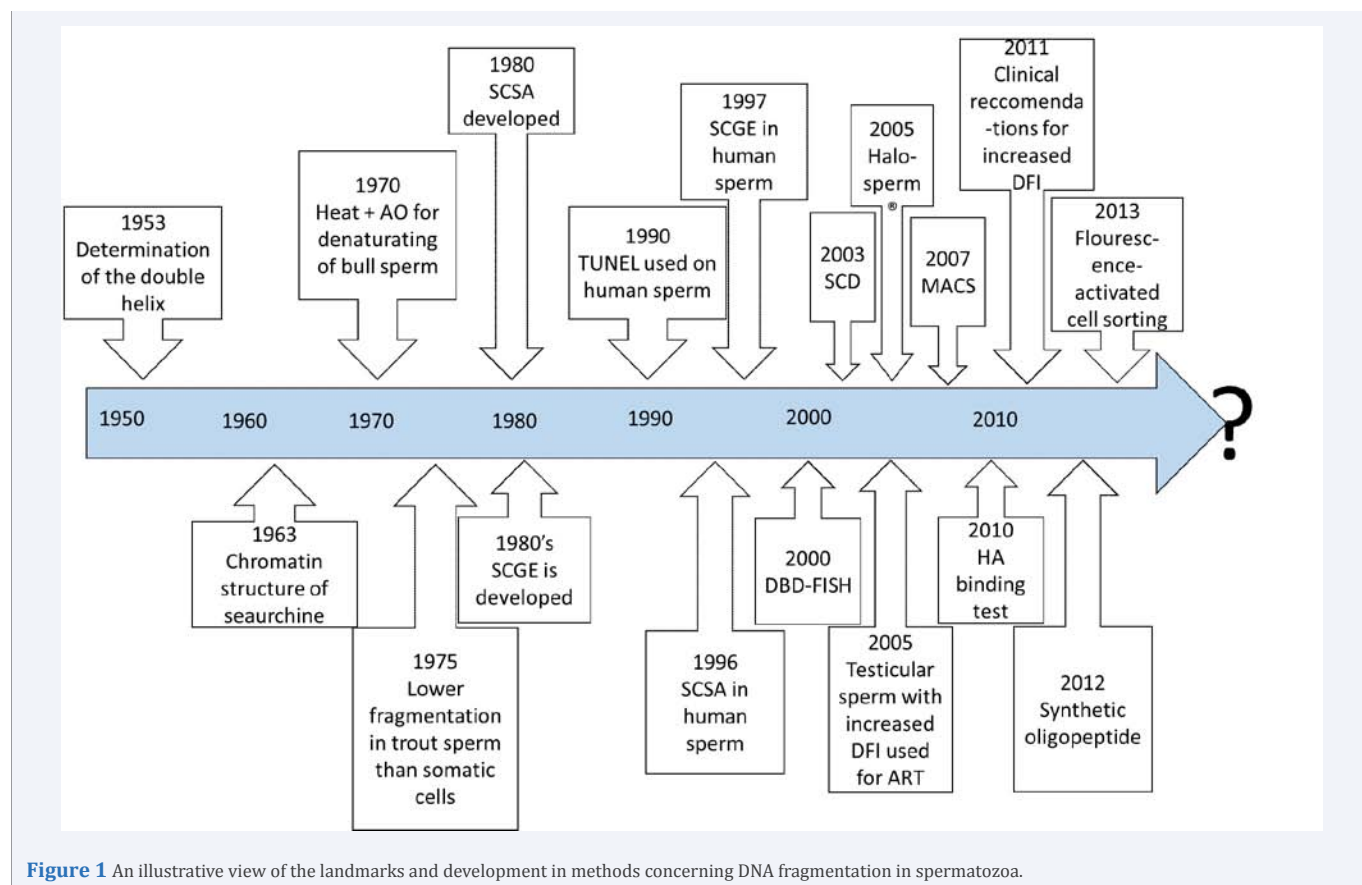 1953
Determination
of the double
helix
1970
Heat + AO for
denaturating
of bull sperm
1980
SCSA
developed
1990
TUNEL used on
human sperm
1997
SCGE in
human
sperm
2003
SCD
2005
Halo-
sperm
®
2007
MACS
2011
Clinical
reccomenda
-tions for
increased
DFI
2013
Flouresc-
ence-
activated
cell sorting
1950 1960 1970 1980 1990 2000 2010 ?
1963
Chromatin
structure of
seaurchine
1975
Lower
fragmentation
in trout sperm
than somatic
cells
1980's
SCGE is
developed
1996
SCSA in
human
sperm
2000
DBD-FISH
2005
Testicular
sperm with
increased
DFI used
for ART
2010
HA
binding
test
2012
Synthetic
oligopeptide
Figure 1 An illustrative view of the landmarks and development in methods concerning DNA fragmentation in spermatozoa.